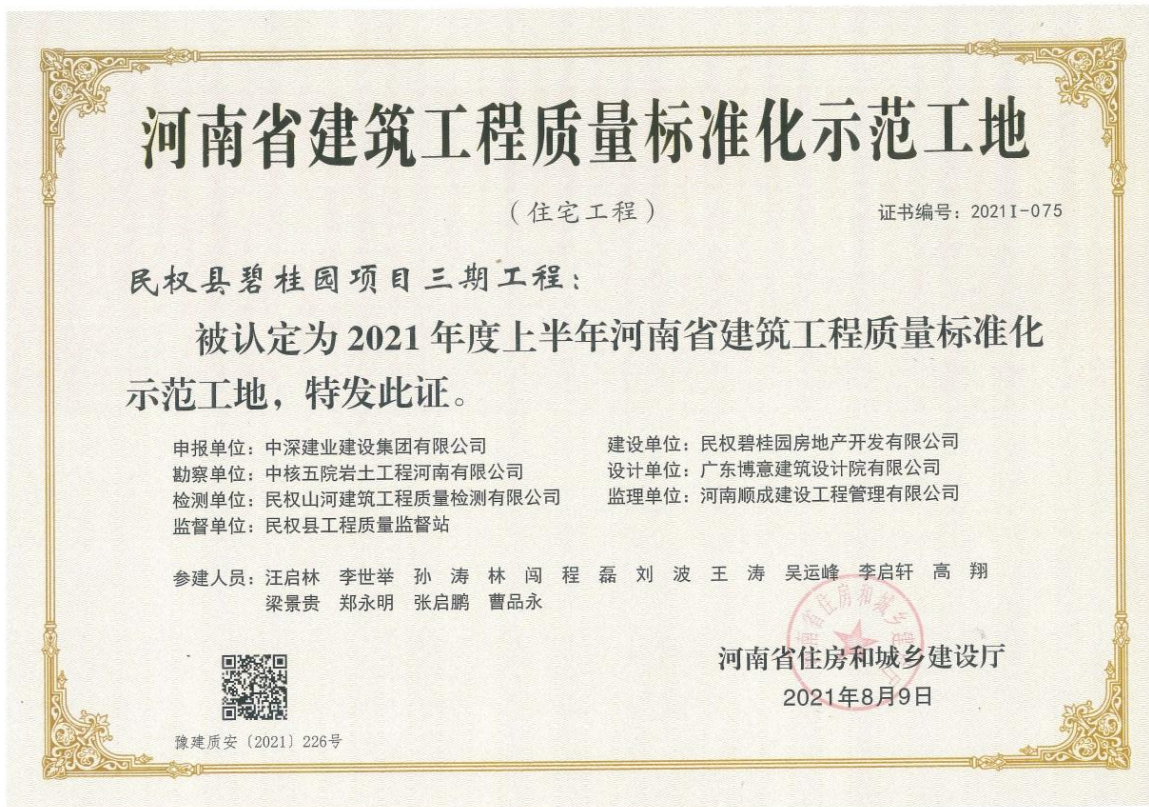 河南省建筑工程质量标准化示范工地
（住宅工程）
证书编号：2021I-075
民权县碧桂园项目三期工程：
被认定为2021年度上半年河南省建筑工程质量标准化
示范工地，特发此证。
申报单位：中深建业建设集团有限公司 建设单位：民权碧桂园房地产开发有限公司
勘察单位：中核五院岩土工程河南有限公司 设计单位：广东博意建筑设计院有限公司
检测单位：民权山河建筑工程质量检测有限公司 监理单位：河南顺成建设工程管理有限公司
监督单位：民权县工程质量监督站
参建人员：汪启林 李世举 孙涛 林闯 程磊 刘波 王涛 吴运峰 李启轩 高翔
梁景贵 郑永明 张启鹏 曹品永
河南省住房和城乡建设厅
2021年8月9日
豫建质安〔2021〕226号